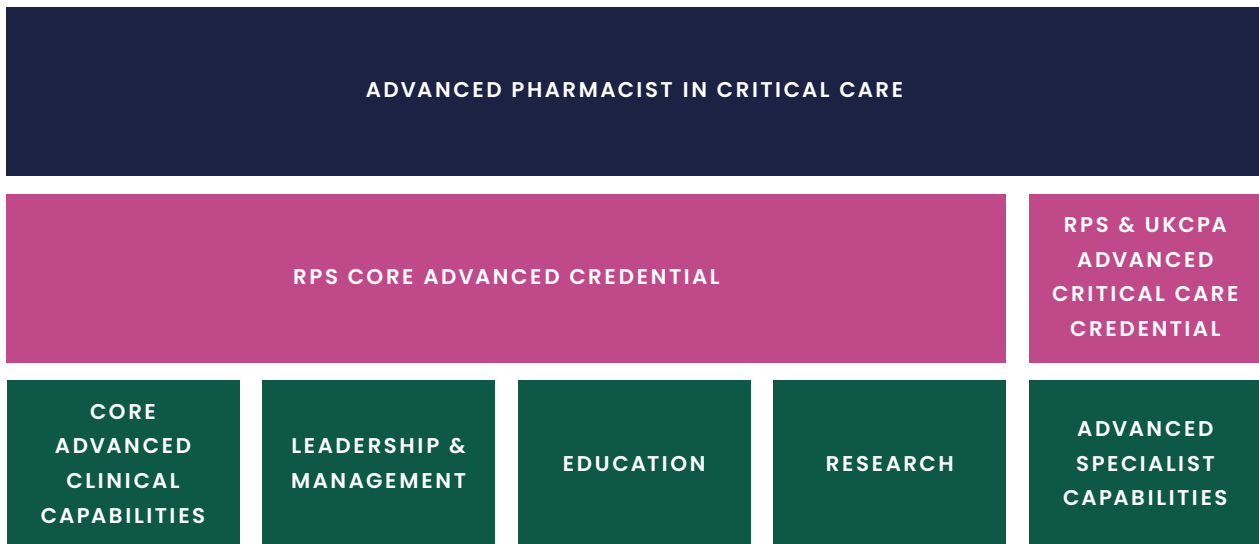 ADVANCED PHARMACIST IN CRITICAL CARE
RPS CORE ADVANCED CREDENTIAL
RPS & UKCPA
ADVANCED
CRITICAL CARE
CREDENTIAL
CORE
ADVANCED
CLINICAL
CAPABILITIES
LEADERSHIP &
MANAGEMENT
EDUCATION
RESEARCH
ADVANCED
SPECIALIST
CAPABILITIES